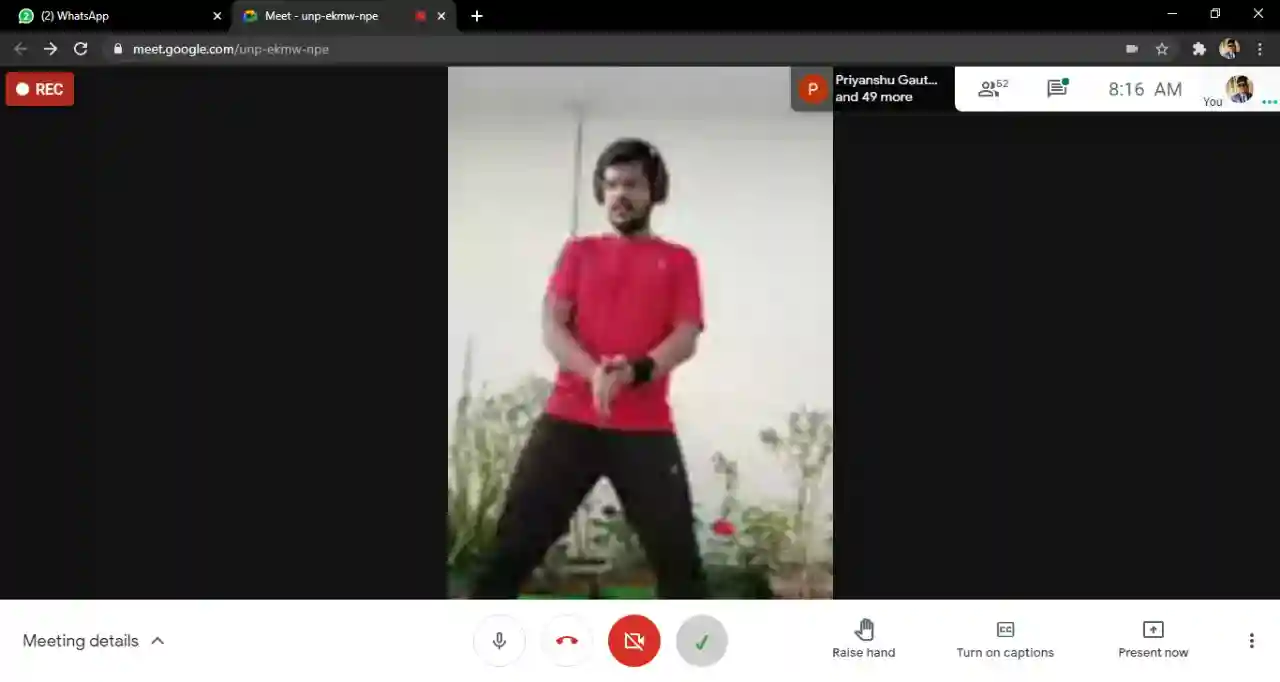 (2) WhatsApp
Meet - unp-ekmw-npe
meet.google.com/unp-ekmw-npe
REC
P
Priyanshu Gaut...
and 49 more
52
8:16 AM
You
Meeting details
Raise hand
CC
Turn on captions
Present now